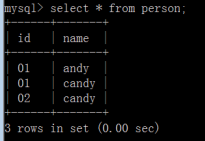 mysql> select * from person;
+------+-------+
| id   | name  |
+------+-------+
| 01   | andy  |
| 01   | candy |
| 02   | candy |
+------+-------+
3 rows in set (0.00 sec)